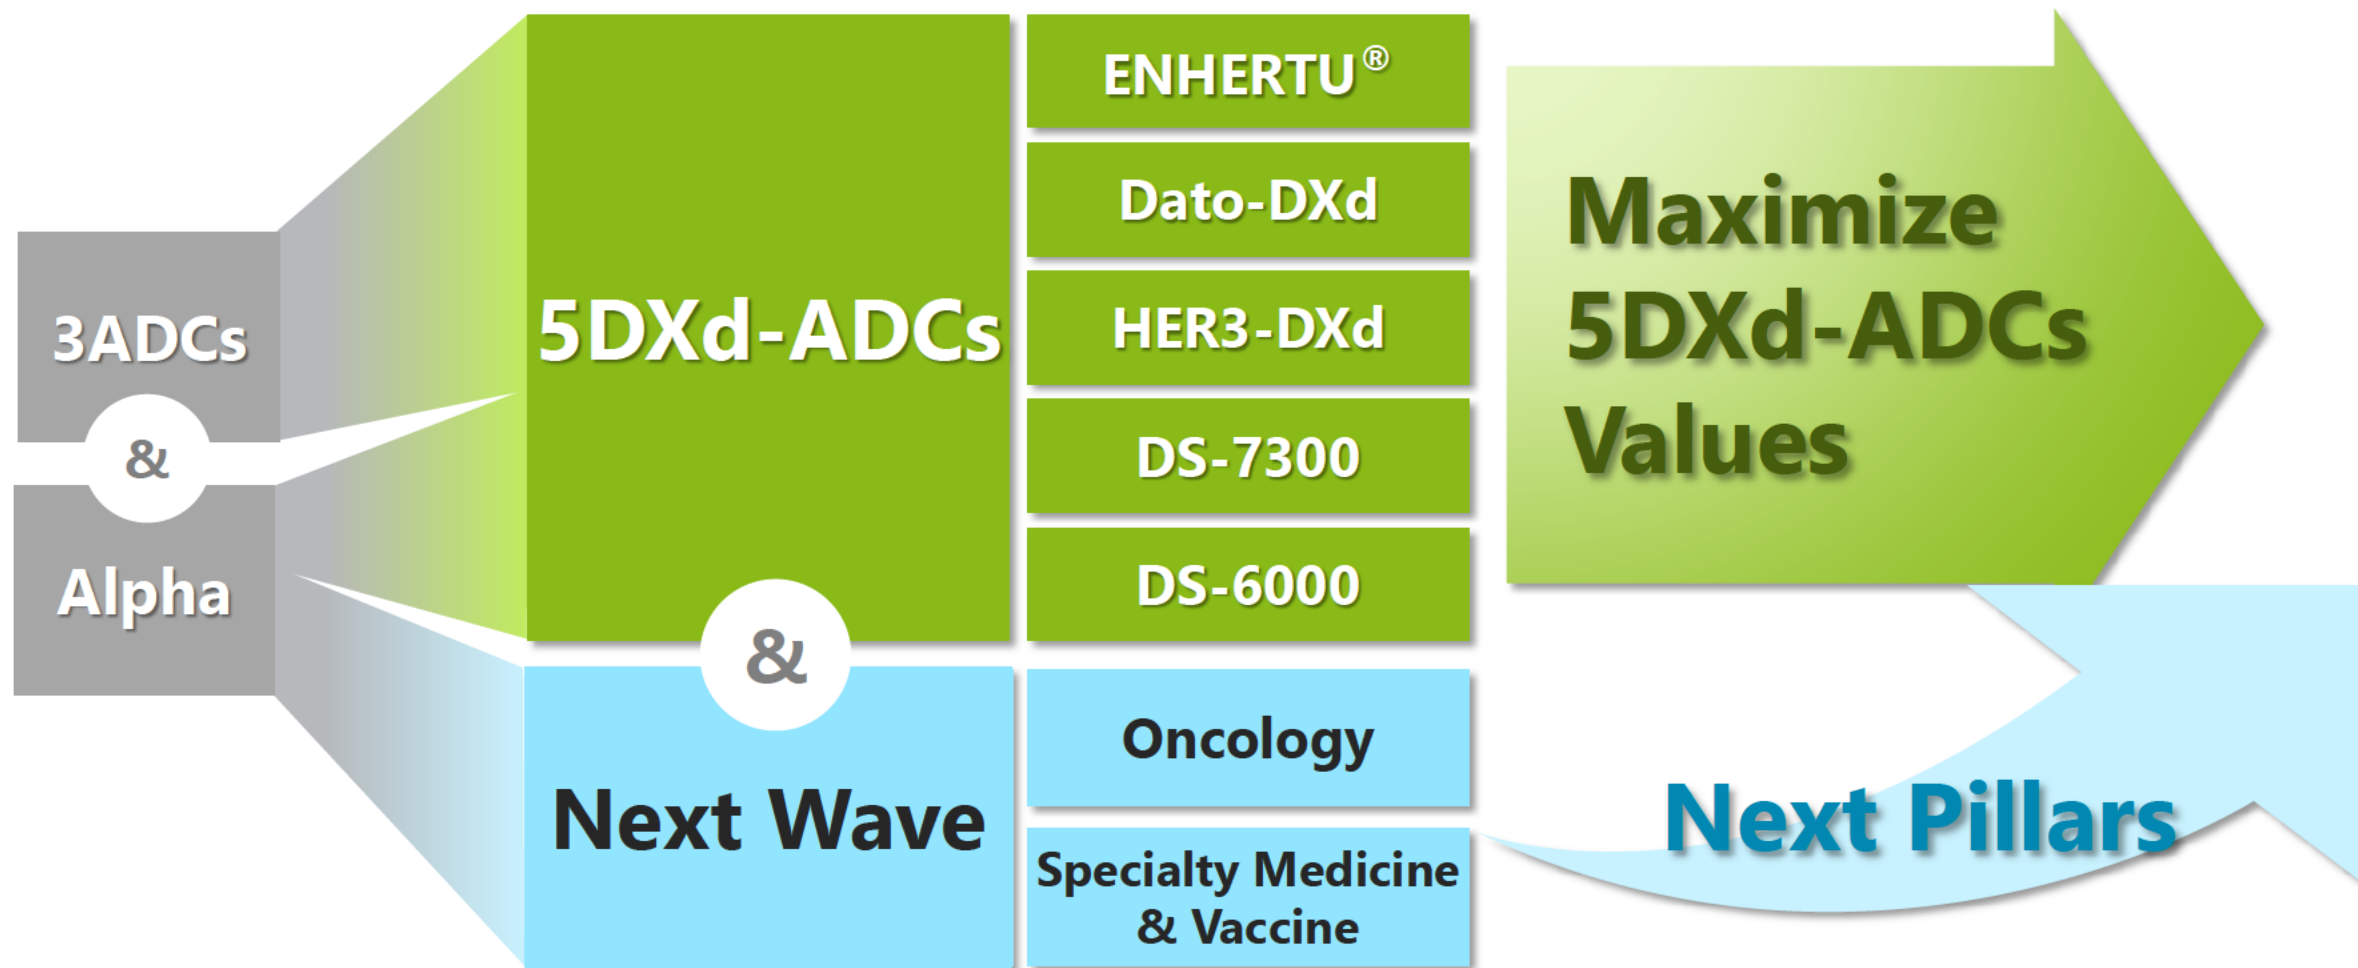 3ADCs
&
Alpha
5DXd-ADCs
&
Next Wave
ENHERTU®
Dato-DXd
HER3-DXd
DS-7300
DS-6000
Oncology
Specialty Medicine
& Vaccine
Maximize
5DXd-ADCs
Values
Next Pillars